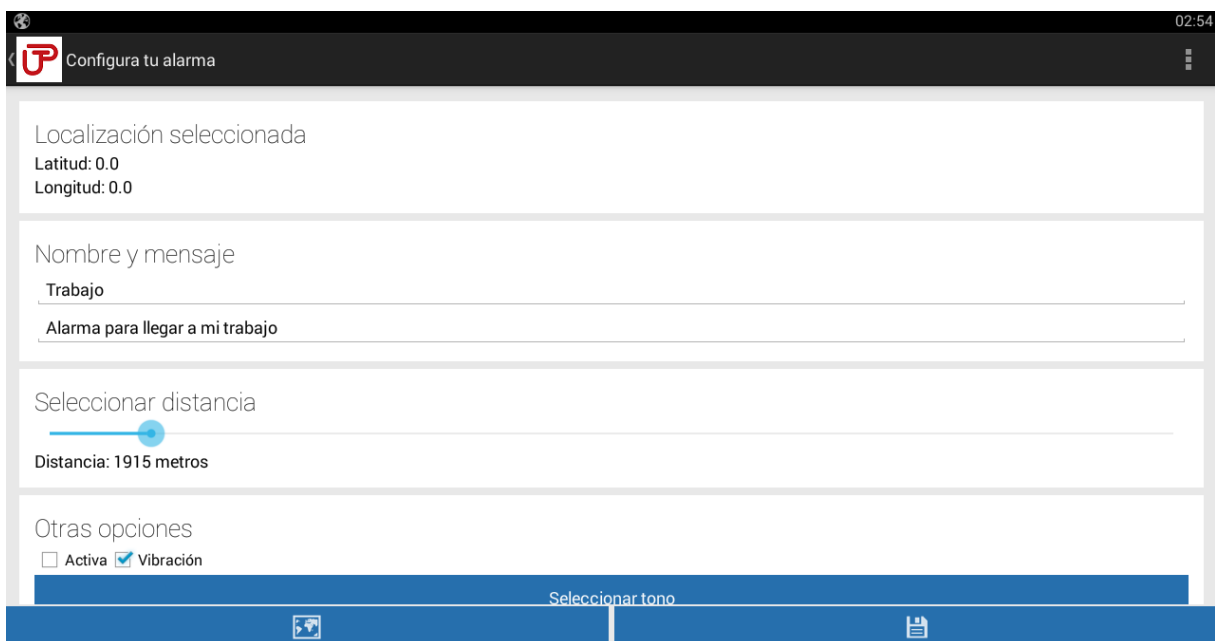 02:54
UTP Configura tu alarma
Localización seleccionada
Latitud: 0.0
Longitud: 0.0
Nombre y mensaje
Trabajo
Alarma para llegar a mi trabajo
Seleccionar distancia
Distancia: 1915 metros
Otras opciones
Activa Vibración
Seleccionar tono